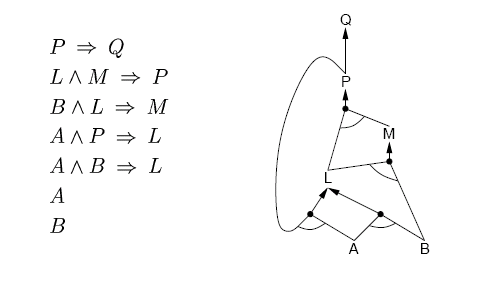 P ⇒ Q
L ∧ M ⇒ P
B ∧ L ⇒ M
A ∧ P ⇒ L
A ∧ B ⇒ L
A
B
Q
P
M
L
A B